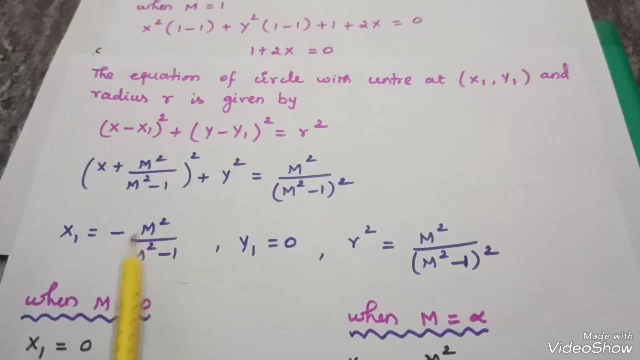 when M = 1
x² (1-1) + y² (1-1) + 1 + 2x = 0
c 1 + 2x = 0
The equation of circle with centre at (x₁, y₁) and
radius r is given by
(x-x₁)² + (y-y₁)² = r²
(x + M²/(M²-1))² + y² = M²/(M²-1)²
x₁ = - M²/(M²-1) , y₁ = 0 , r² = M²/(M²-1)²
when M 0
when M = α
x₁ = 0
M²
Made with
VideoShow